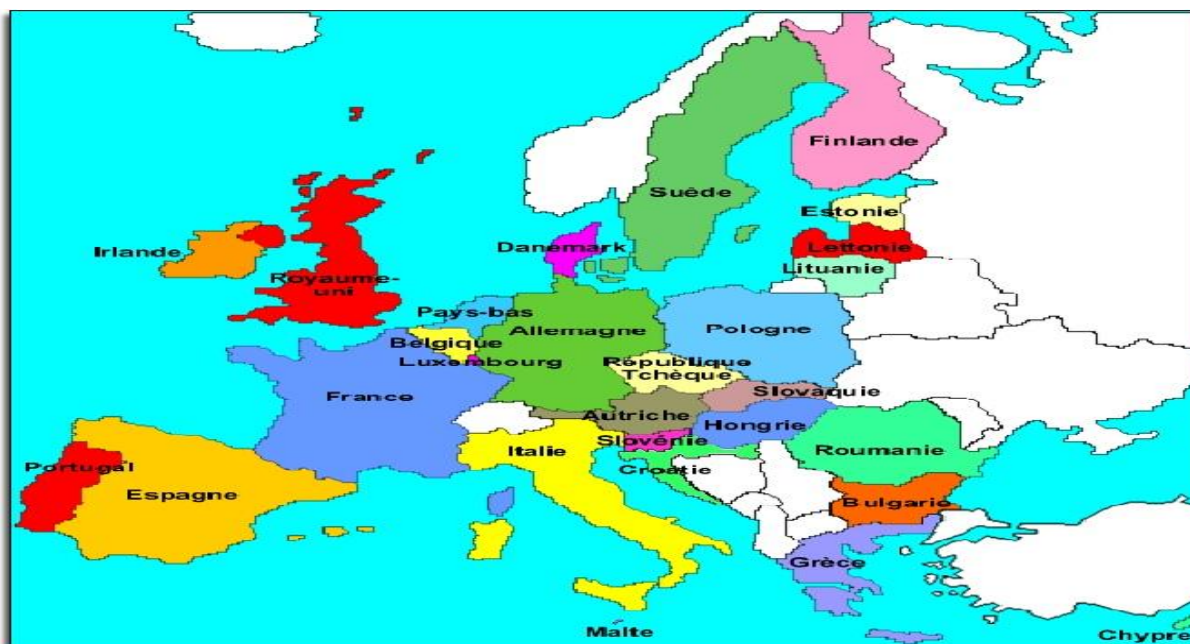 Finlande
Suède
Estonie
Irlande
Danemark
Lettonie
Lituanie
Royaume-
uni
Pays-bas
Allemagne
Pologne
Belgique
Luxembourg
République
Tchèque
Slovaquie
France
Autriche
Hongrie
Slovénie
Italie
Roumanie
Portugal
Croatie
Espagne
Bulgarie
Grèce
Malte
Chypre